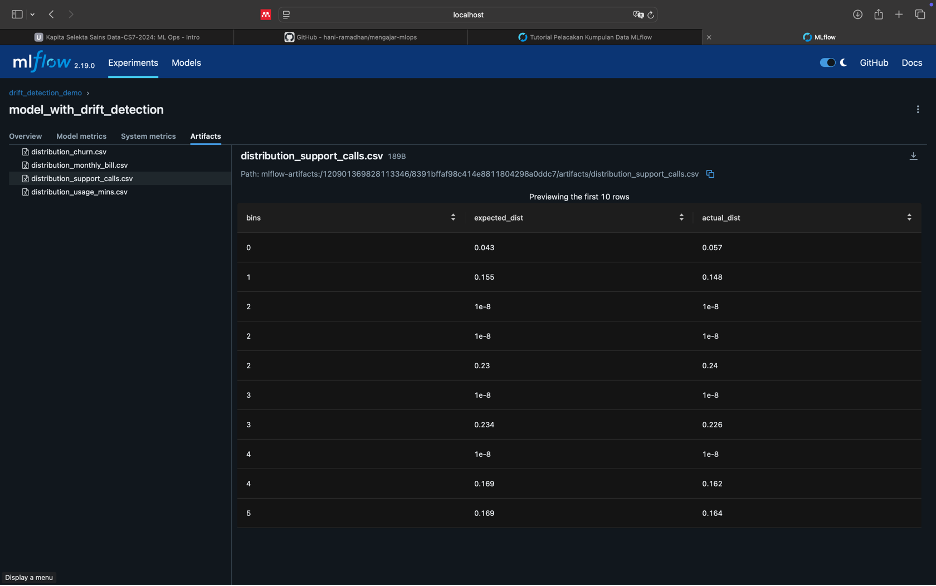 localhost
Kapita Selekta Sains Data-CS7-2024: ML Ops - Intro
GitHub - hani-ramadhan/mengajar-mlops
Tutorial Pelacakan Kumpulan Data MLflow
MLflow
mlflow 2.19.0 Experiments Models GitHub Docs
drift_detection_demo
model_with_drift_detection
Overview Model metrics System metrics Artifacts
distribution_churn.csv
distribution_monthly_bill.csv
distribution_support_calls.csv
distribution_usage_mins.csv
distribution_support_calls.csv 189B
Path: mlflow-artifacts:/120901369828113346/8391bffaf98c414e8811804298a0ddc7/artifacts/distribution_support_calls.csv
Previewing the first 10 rows
bins expected_dist actual_dist
0 0.043 0.057
1 0.155 0.148
2 1e-8 1e-8
2 1e-8 1e-8
2 0.23 0.24
3 1e-8 1e-8
3 0.234 0.226
4 1e-8 1e-8
4 0.169 0.162
5 0.169 0.164
Display a menu